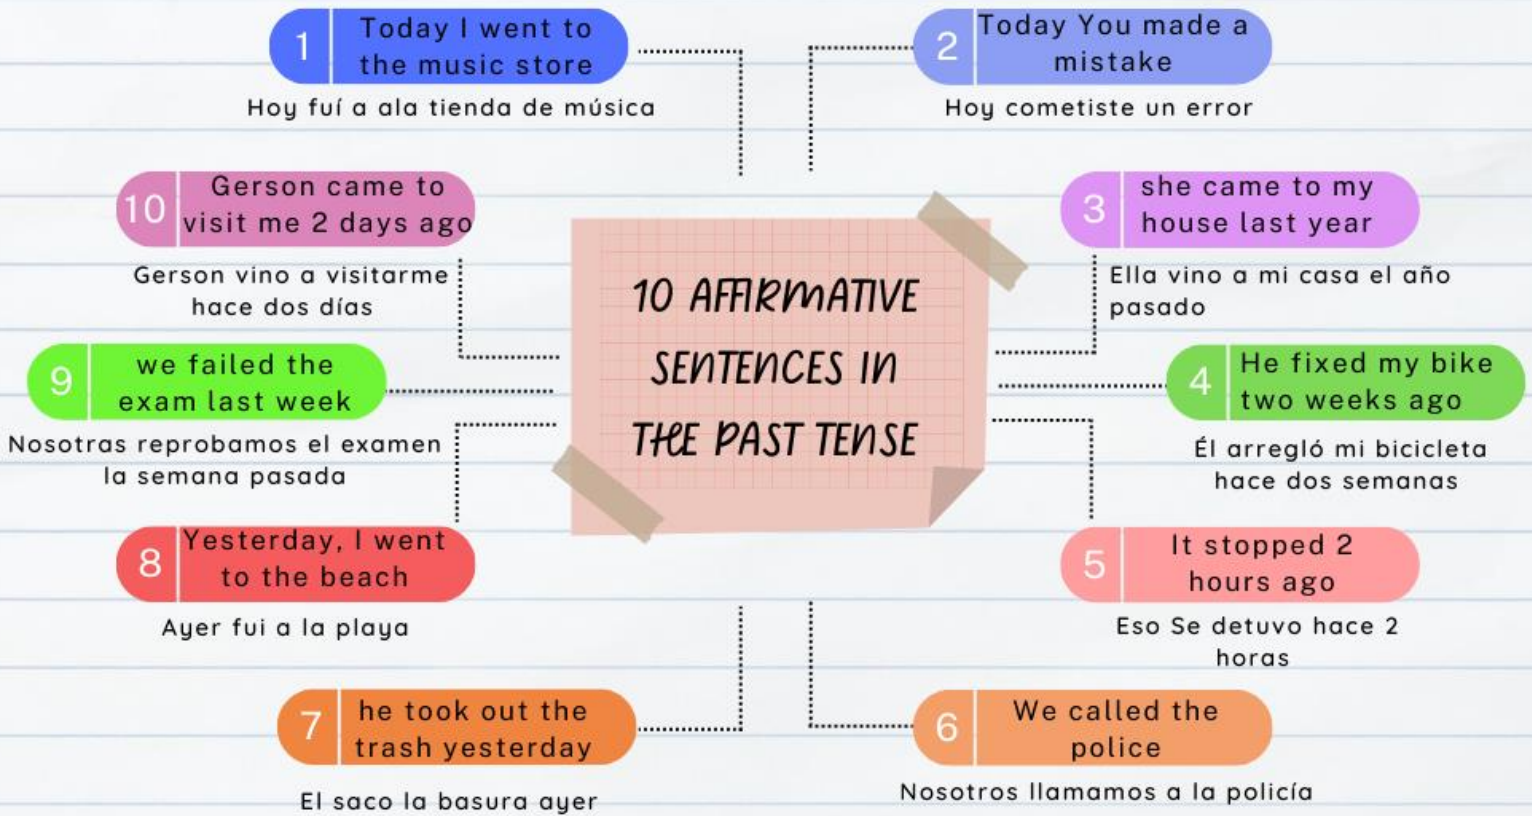 10 AFFIRMATIVE
SENTENCES IN
THE PAST TENSE
1
Today I went to
the music store
Hoy fuí a ala tienda de música
2
Today You made a
mistake
Hoy cometiste un error
3
she came to my
house last year
Ella vino a mi casa el año
pasado
4
He fixed my bike
two weeks ago
Él arregló mi bicicleta
hace dos semanas
5
It stopped 2
hours ago
Eso Se detuvo hace 2
horas
6
We called the
police
Nosotros llamamos a la policía
7
he took out the
trash yesterday
El saco la basura ayer
8
Yesterday, I went
to the beach
Ayer fui a la playa
9
we failed the
exam last week
Nosotras reprobamos el examen
la semana pasada
10
Gerson came to
visit me 2 days ago
Gerson vino a visitarme
hace dos días